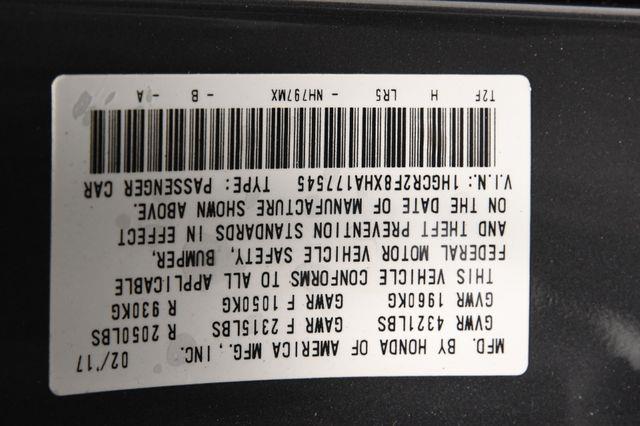 MFD. BY HONDA OF AMERICA MFG., INC. 02/'17
GVWR 4321LBS GAWR F 2315LBS R 2050LBS
GVWR 1960KG GAWR F 1050KG R 930KG
THIS VEHICLE CONFORMS TO ALL APPLICABLE
FEDERAL MOTOR VEHICLE SAFETY, BUMPER,
AND THEFT PREVENTION STANDARDS IN EFFECT
ON THE DATE OF MANUFACTURE SHOWN ABOVE.
V.I.N.: 1HGCR2F8XHA177545 TYPE: PASSENGER CAR
T2F H LR5 - NH797MX - B - A